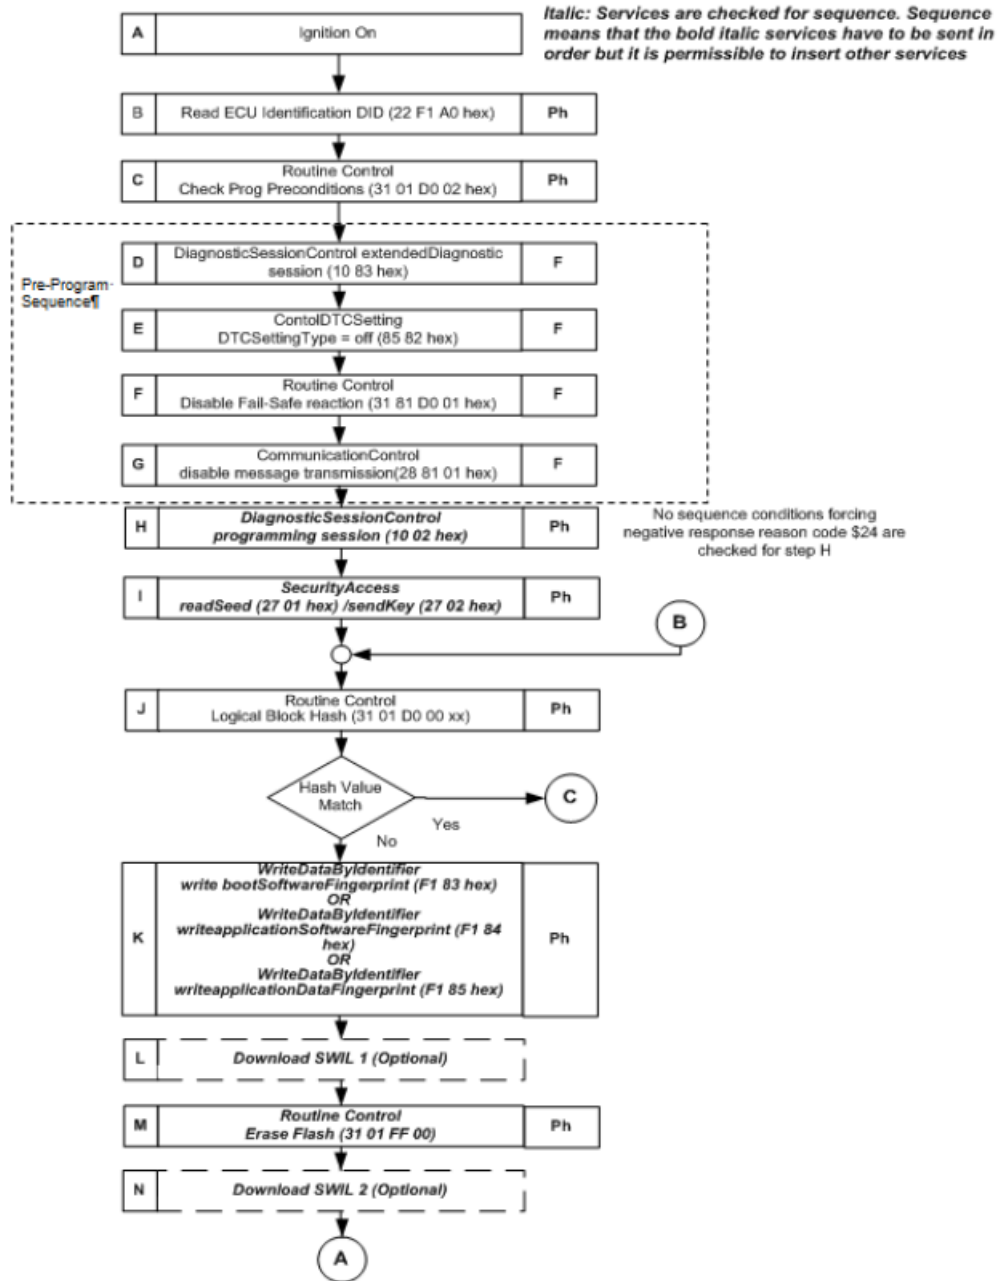 Italic: Services are checked for sequence. Sequence
means that the bold italic services have to be sent in
order but it is permissible to insert other services
A
Ignition On
B
Read ECU Identification DID (22 F1 A0 hex)
Ph
C
Routine Control
Check Prog Preconditions (31 01 D0 02 hex)
Ph
Pre-Program
Sequence¶
D
DiagnosticSessionControl extendedDiagnostic
session (10 83 hex)
F
E
ContolDTCSetting
DTCSettingType = off (85 82 hex)
F
F
Routine Control
Disable Fail-Safe reaction (31 81 D0 01 hex)
F
G
CommunicationControl
disable message transmission(28 81 01 hex)
F
H
DiagnosticSessionControl
programming session (10 02 hex)
Ph
No sequence conditions forcing
negative response reason code $24 are
checked for step H
I
SecurityAccess
readSeed (27 01 hex) /sendKey (27 02 hex)
Ph
B
J
Routine Control
Logical Block Hash (31 01 D0 00 xx)
Ph
Hash Value
Match
C
Yes
No
K
WriteDataByIdentifier
write bootSoftwareFingerprint (F1 83 hex)
OR
WriteDataByIdentifier
writeapplicationSoftwareFingerprint (F1 84
hex)
OR
WriteDataByIdentifier
writeapplicationDataFingerprint (F1 85 hex)
Ph
L
Download SWIL 1 (Optional)
M
Routine Control
Erase Flash (31 01 FF 00)
Ph
N
Download SWIL 2 (Optional)
A